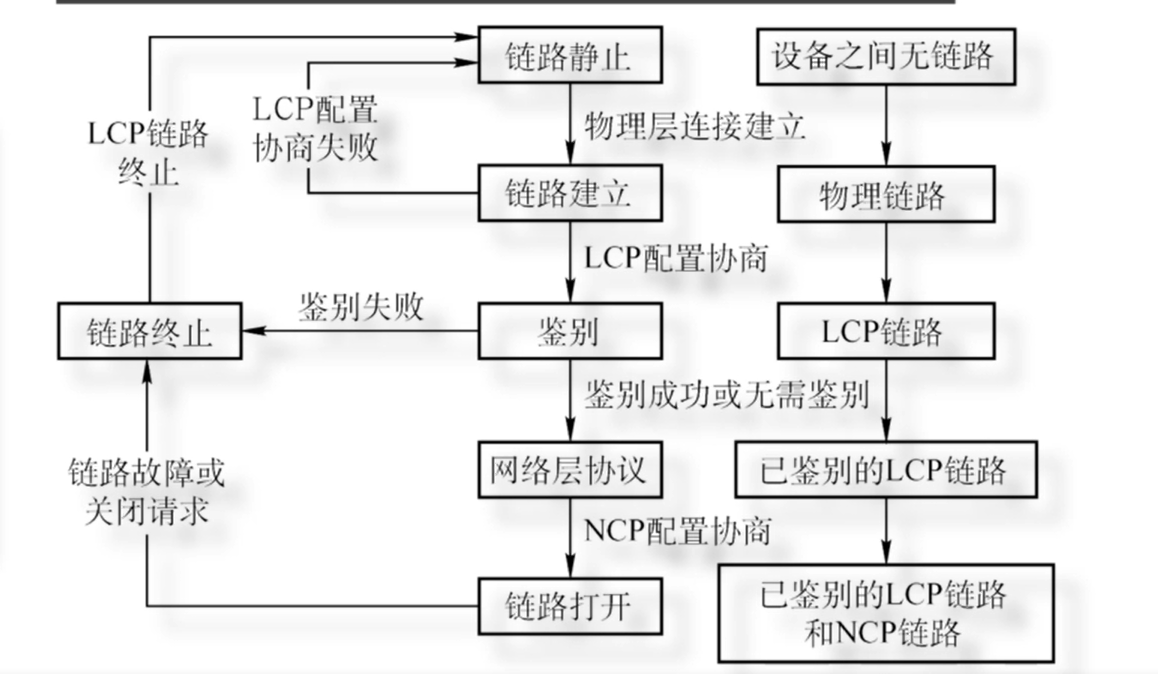 链路静止
设备之间无链路
LCP配置
协商失败
LCP链路
终止
物理层连接建立
链路建立
物理链路
LCP配置协商
鉴别失败
链路终止
鉴别
LCP链路
鉴别成功或无需鉴别
链路故障或
关闭请求
网络层协议
已鉴别的LCP链路
NCP配置协商
链路打开
已鉴别的LCP链路
和NCP链路